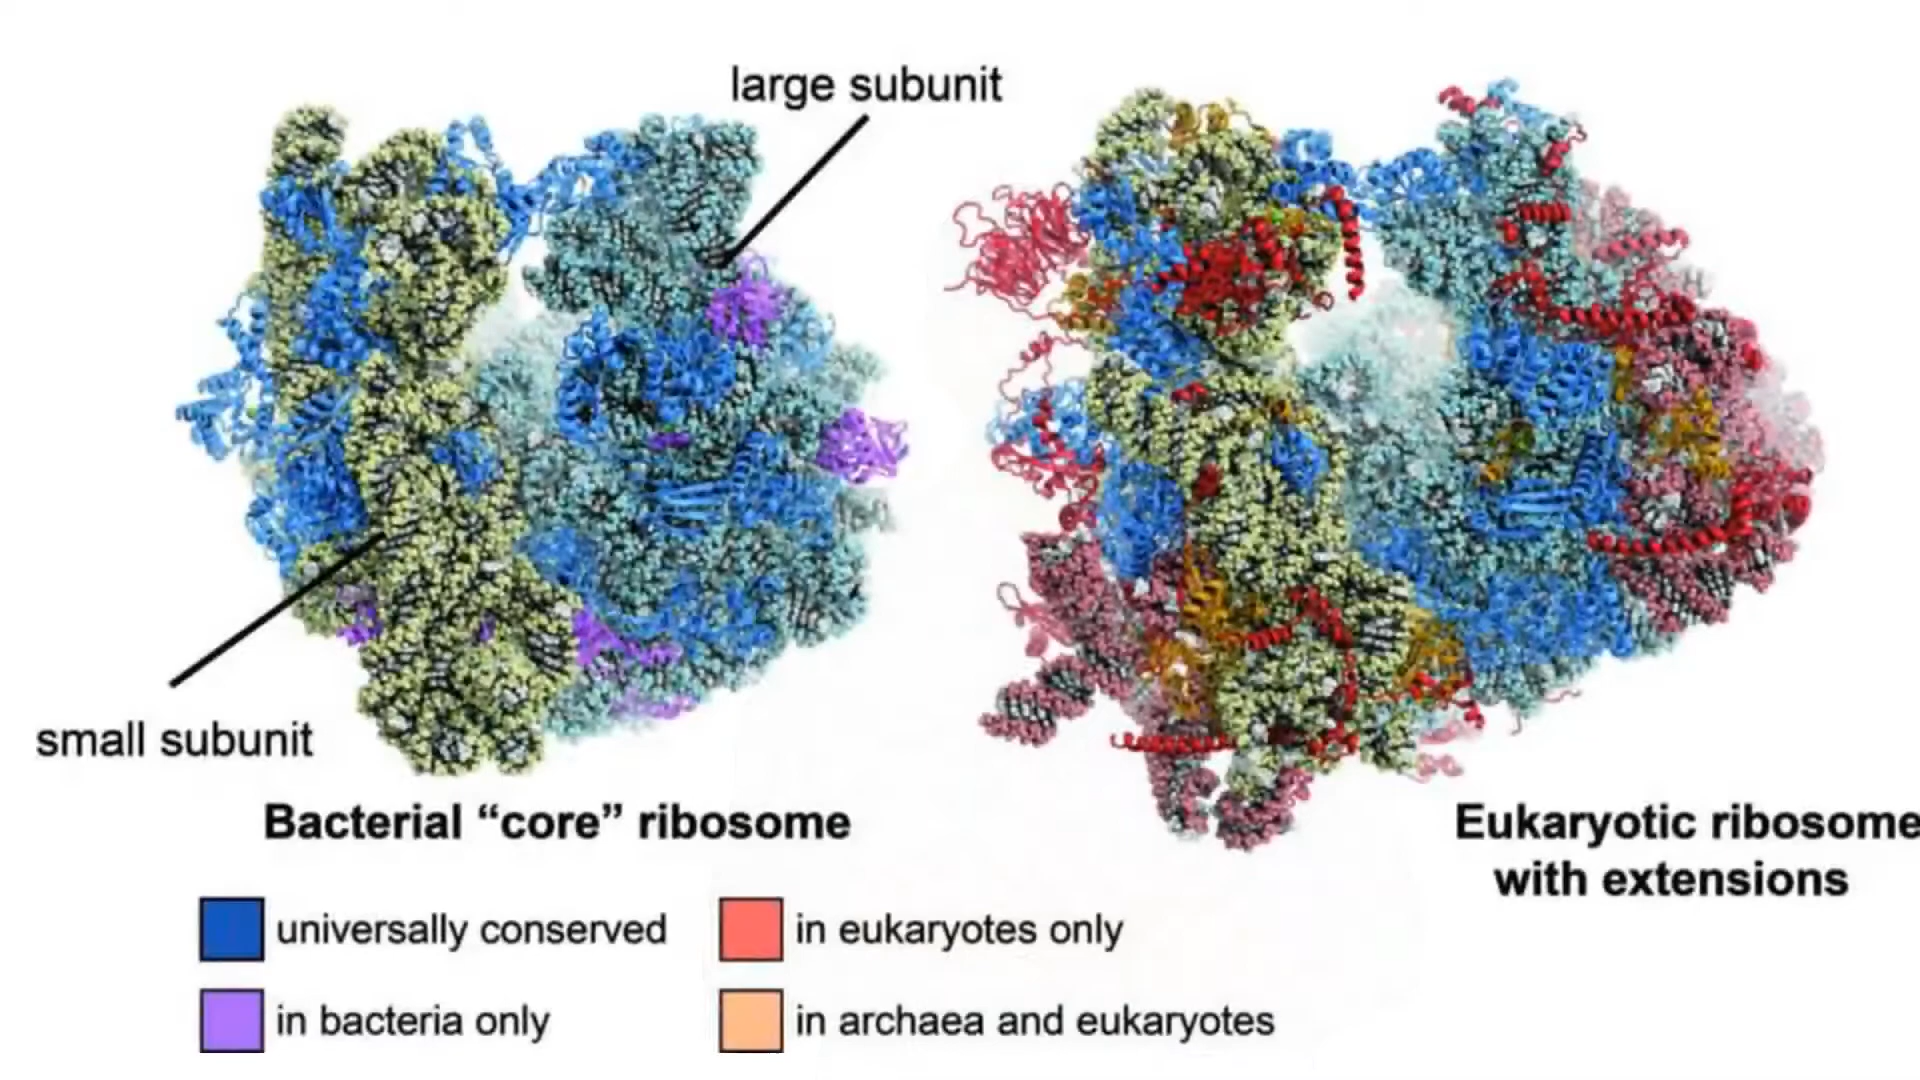 large subunit
small subunit
Bacterial “core” ribosome
Eukaryotic ribosome
with extensions
universally conserved
in eukaryotes only
in bacteria only
in archaea and eukaryotes